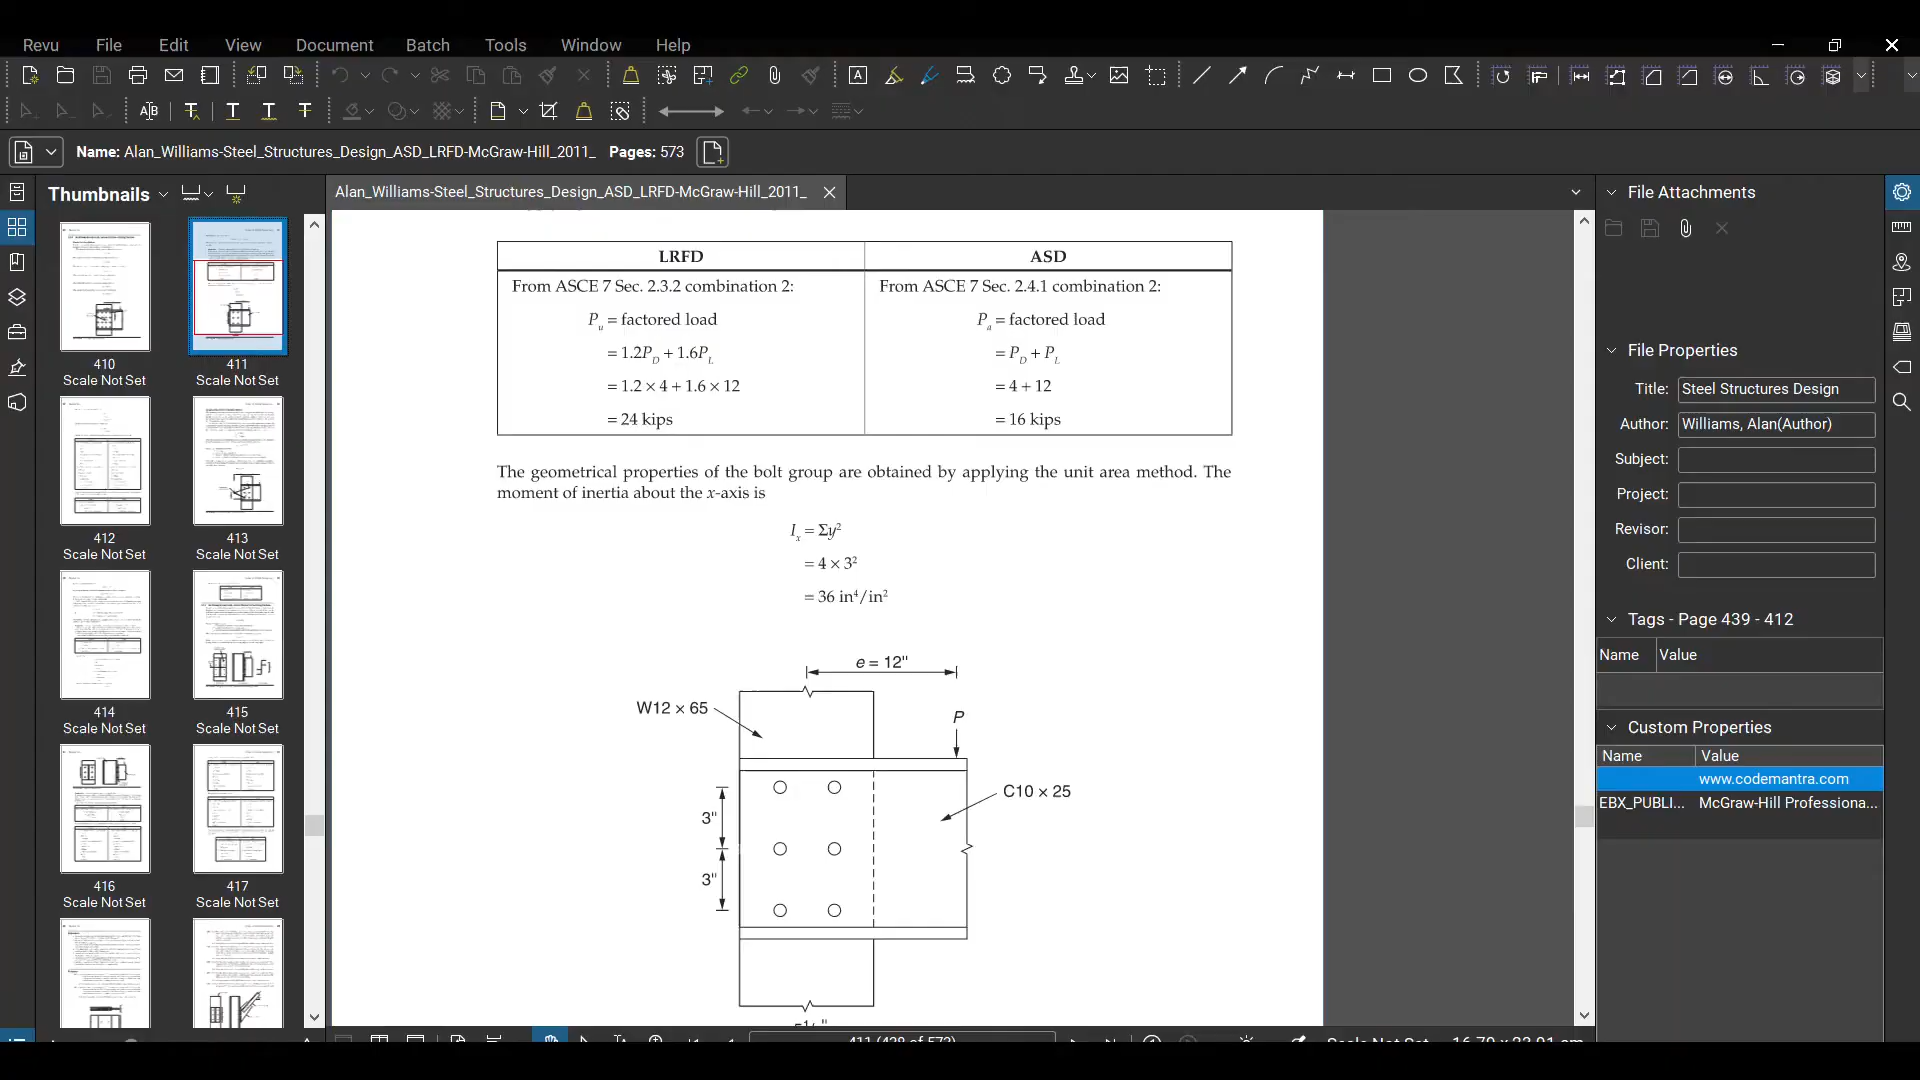 Revu File Edit View Document Batch Tools Window Help
Name: Alan_Williams-Steel_Structures_Design_ASD_LRFD-McGraw-Hill_2011_ Pages: 573
Thumbnails
410
Scale Not Set
411
Scale Not Set
412
Scale Not Set
413
Scale Not Set
414
Scale Not Set
415
Scale Not Set
416
Scale Not Set
417
Scale Not Set
Alan_Williams-Steel_Structures_Design_ASD_LRFD-McGraw-Hill_2011_
LRFD ASD
From ASCE 7 Sec. 2.3.2 combination 2: From ASCE 7 Sec. 2.4.1 combination 2:
Pu = factored load Pa = factored load
= 1.2PD + 1.6PL = PD + PL
= 1.2 × 4 + 1.6 × 12 = 4 + 12
= 24 kips = 16 kips
The geometrical properties of the bolt group are obtained by applying the unit area method. The
moment of inertia about the x-axis is
Ix = Σy²
= 4 × 3²
= 36 in⁴/in²
e = 12"
W12 × 65
P
C10 × 25
3"
3"
File Attachments
File Properties
Title: Steel Structures Design
Author: Williams, Alan(Author)
Subject:
Project:
Revisor:
Client:
Tags - Page 439 - 412
Name Value
Custom Properties
Name Value
www.codemantra.com
EBX_PUBLI... McGraw-Hill Professiona...